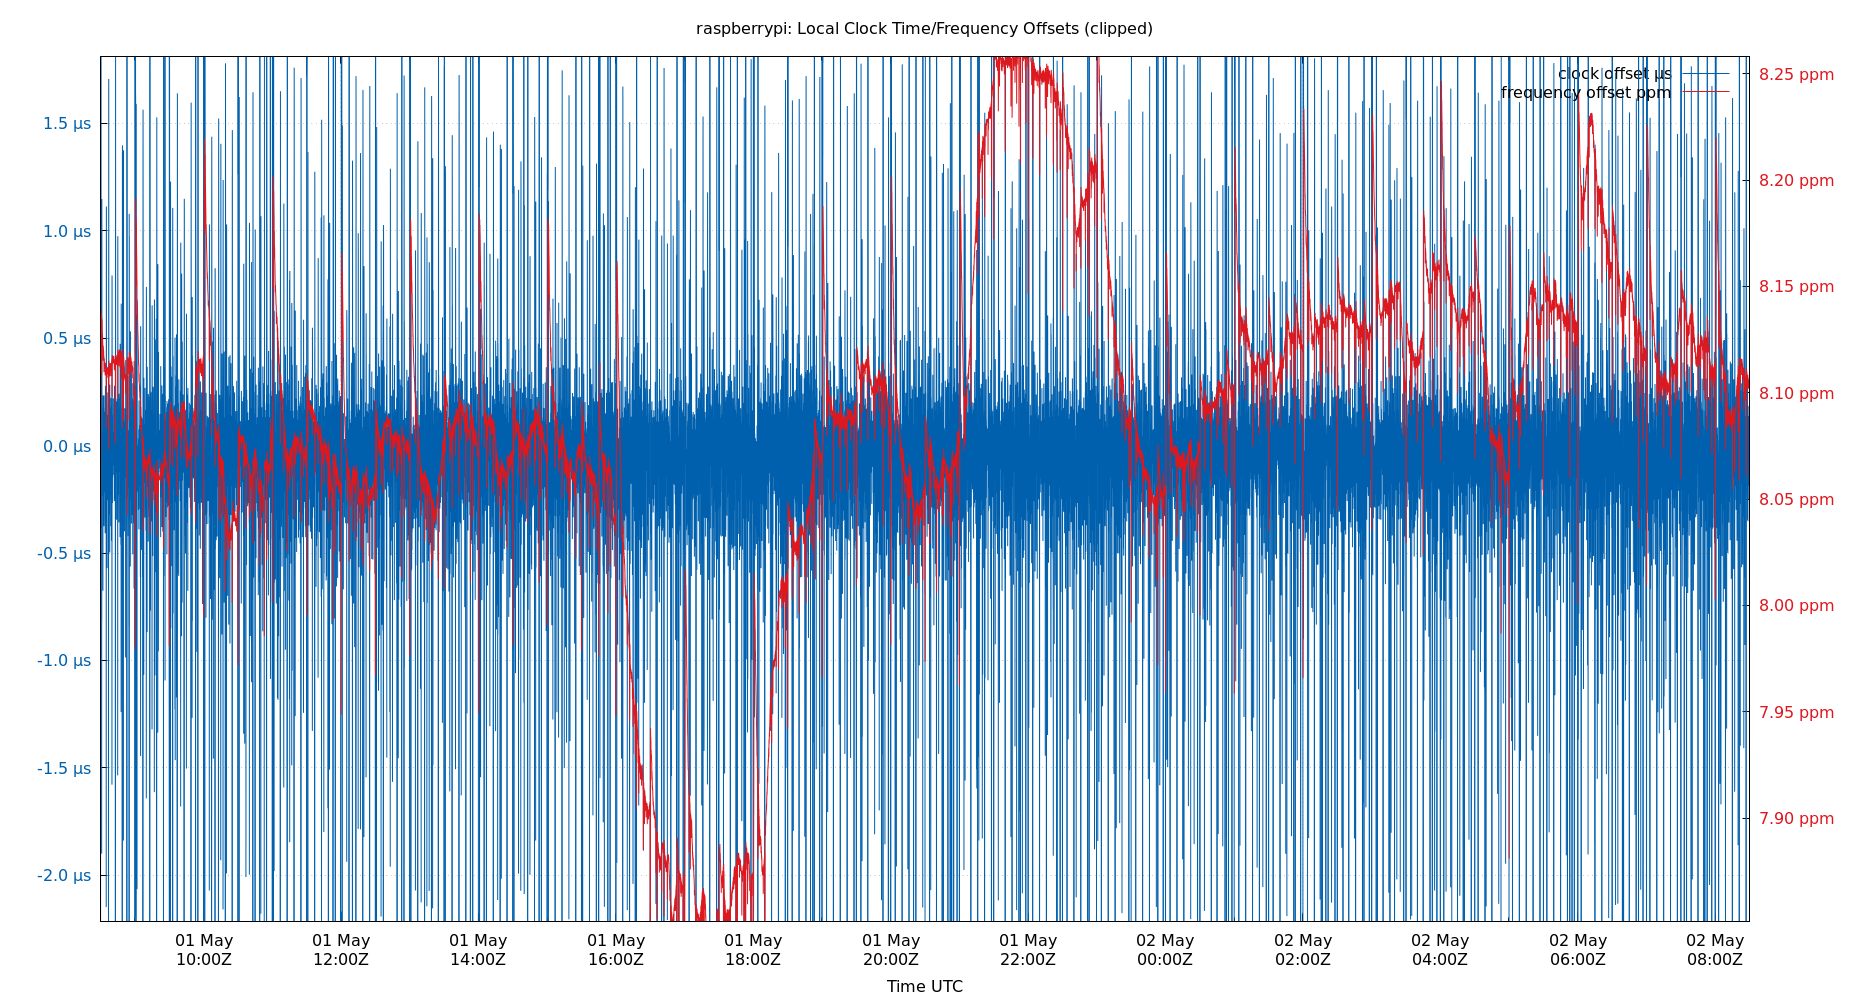 raspberrypi: Local Clock Time/Frequency Offsets (clipped)
clock offset µs
frequency offset ppm
1.5 µs
1.0 µs
0.5 µs
0.0 µs
-0.5 µs
-1.0 µs
-1.5 µs
-2.0 µs
8.25 ppm
8.20 ppm
8.15 ppm
8.10 ppm
8.05 ppm
8.00 ppm
7.95 ppm
7.90 ppm
01 May 10:00Z
01 May 12:00Z
01 May 14:00Z
01 May 16:00Z
01 May 18:00Z
01 May 20:00Z
01 May 22:00Z
02 May 00:00Z
02 May 02:00Z
02 May 04:00Z
02 May 06:00Z
02 May 08:00Z
Time UTC